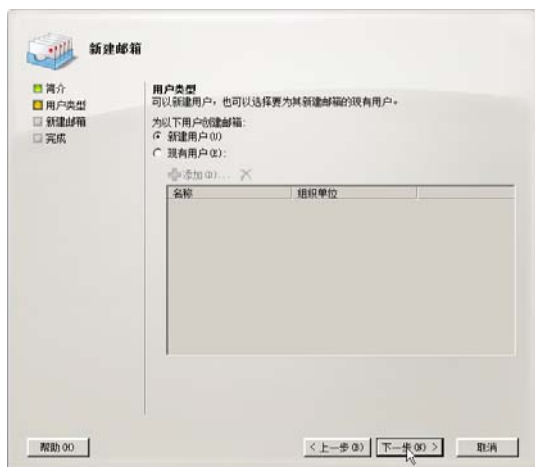 新建邮箱
简介
用户类型
新建邮箱
完成
用户类型
可以新建用户，也可以选择要为其新建邮箱的现有用户。
为以下用户创建邮箱:
新建用户(U)
现有用户(E):
添加(D)...
名称 组织单位
帮助(H) < 上一步(B) 下一步(N) > 取消